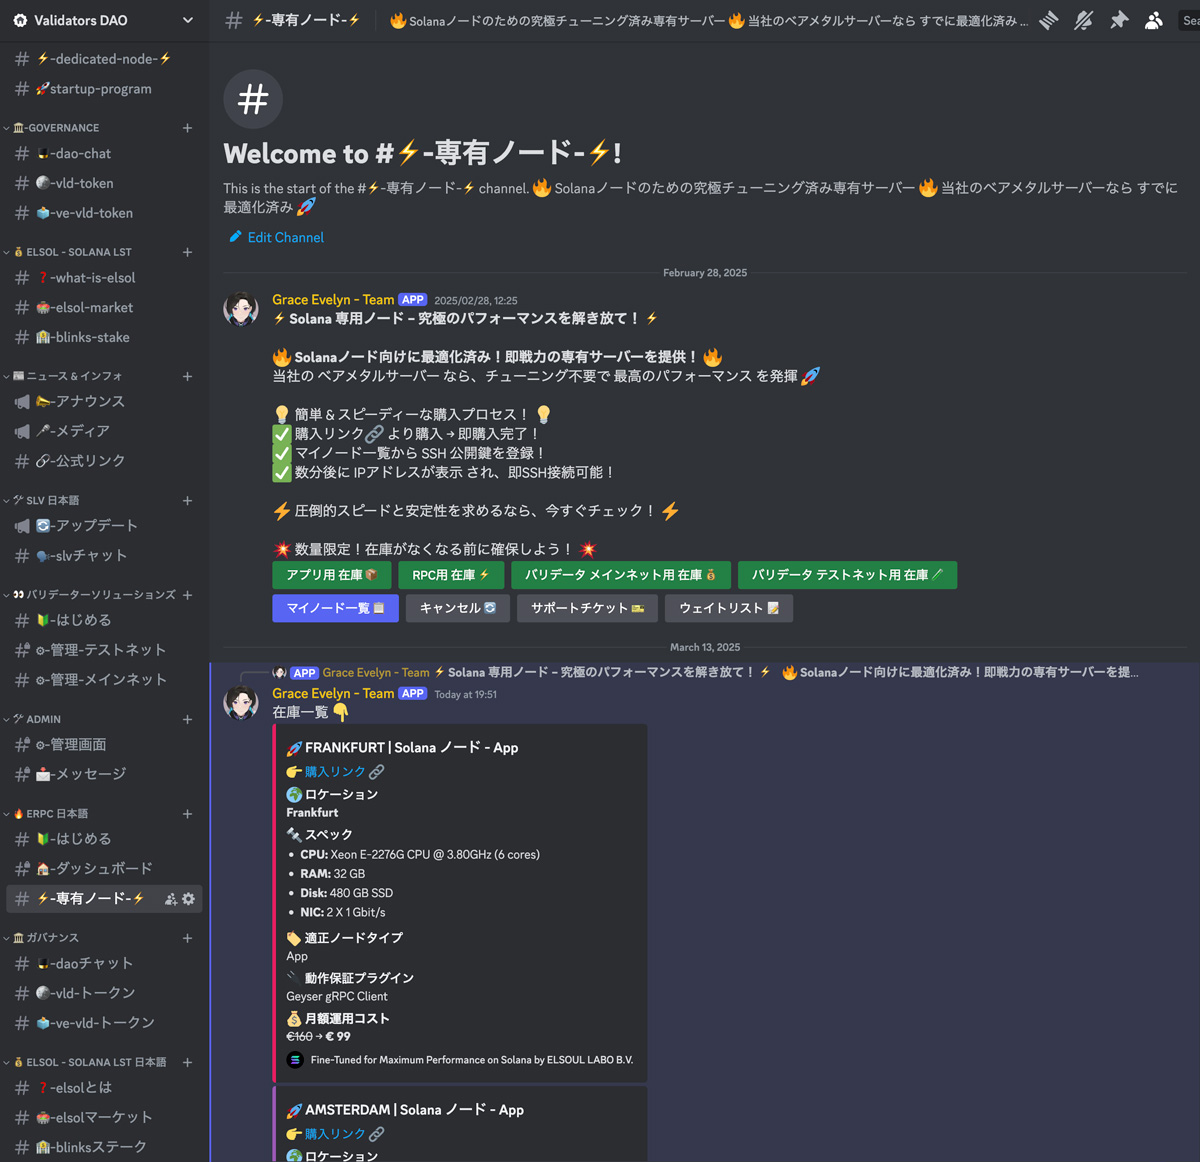 Validators DAO
⚡-dedicated-node-⚡
🚀startup-program
🏛-GOVERNANCE
-dao-chat
-vld-token
🗳-ve-vld-token
💰 ELSOL - SOLANA LST
❓-what-is-elsol
-elsol-market
🏦-blinks-stake
📰 ニュース & インフォ
📣-アナウンス
🎤-メディア
🔗-公式リンク
🛠 SLV 日本語
🔄-アップデート
🗣-slvチャット
👀 バリデーターソリューションズ
🔰-はじめる
⚙-管理-テストネット
⚙-管理-メインネット
🛠 ADMIN
⚙-管理画面
📩-メッセージ
🔥 ERPC 日本語
🔰-はじめる
🏠-ダッシュボード
⚡-専有ノード-⚡
🏛 ガバナンス
-daoチャット
-vld-トークン
🗳-ve-vld-トークン
💰 ELSOL - SOLANA LST 日本語
❓-elsolとは
-elsolマーケット
🏦-blinksステーク
# ⚡-専有ノード-⚡
🔥 Solanaノードのための究極チューニング済み専有サーバー 🔥 当社のベアメタルサーバーなら すでに最適化済み ...
Sea
#
Welcome to #⚡-専有ノード-⚡!
This is the start of the #⚡-専有ノード-⚡ channel. 🔥 Solanaノードのための究極チューニング済み専有サーバー 🔥 当社のベアメタルサーバーなら すでに
最適化済み 🚀
Edit Channel
February 28, 2025
Grace Evelyn - Team APP 2025/02/28, 12:25
⚡ Solana 専用ノード – 究極のパフォーマンスを解き放て！ ⚡
🔥 Solanaノード向けに最適化済み！即戦力の専有サーバーを提供！ 🔥
当社の ベアメタルサーバー なら、チューニング不要で 最高のパフォーマンス を発揮 🚀
💡 簡単 & スピーディーな購入プロセス！ 💡
✅ 購入リンク🔗 より購入 → 即購入完了！
✅ マイノード一覧から SSH 公開鍵を登録！
✅ 数分後に IPアドレスが表示 され、即SSH接続可能！
⚡ 圧倒的スピードと安定性を求めるなら、今すぐチェック！ ⚡
💥 数量限定！在庫がなくなる前に確保しよう！ 💥
アプリ用 在庫📦
RPC用 在庫⚡
バリデータ メインネット用 在庫💰
バリデータ テストネット用 在庫🧪
マイノード一覧📋
キャンセル🔄
サポートチケット🎫
ウェイトリスト📝
March 13, 2025
APP Grace Evelyn - Team ⚡ Solana 専用ノード – 究極のパフォーマンスを解き放て！ ⚡ 🔥 Solanaノード向けに最適化済み！即戦力の専有サーバーを提...
Grace Evelyn - Team APP Today at 19:51
在庫一覧 👇
🚀 FRANKFURT | Solana ノード - App
👉 購入リンク 🔗
🌍 ロケーション
Frankfurt
🔩 スペック
• CPU: Xeon E-2276G CPU @ 3.80GHz (6 cores)
• RAM: 32 GB
• Disk: 480 GB SSD
• NIC: 2 X 1 Gbit/s
🏷 適正ノードタイプ
App
🔌 動作保証プラグイン
Geyser gRPC Client
💰 月額運用コスト
€160 → € 99
Fine-Tuned for Maximum Performance on Solana by ELSOUL LABO B.V.
🚀 AMSTERDAM | Solana ノード - App
👉 購入リンク 🔗
🌍 ロケーション